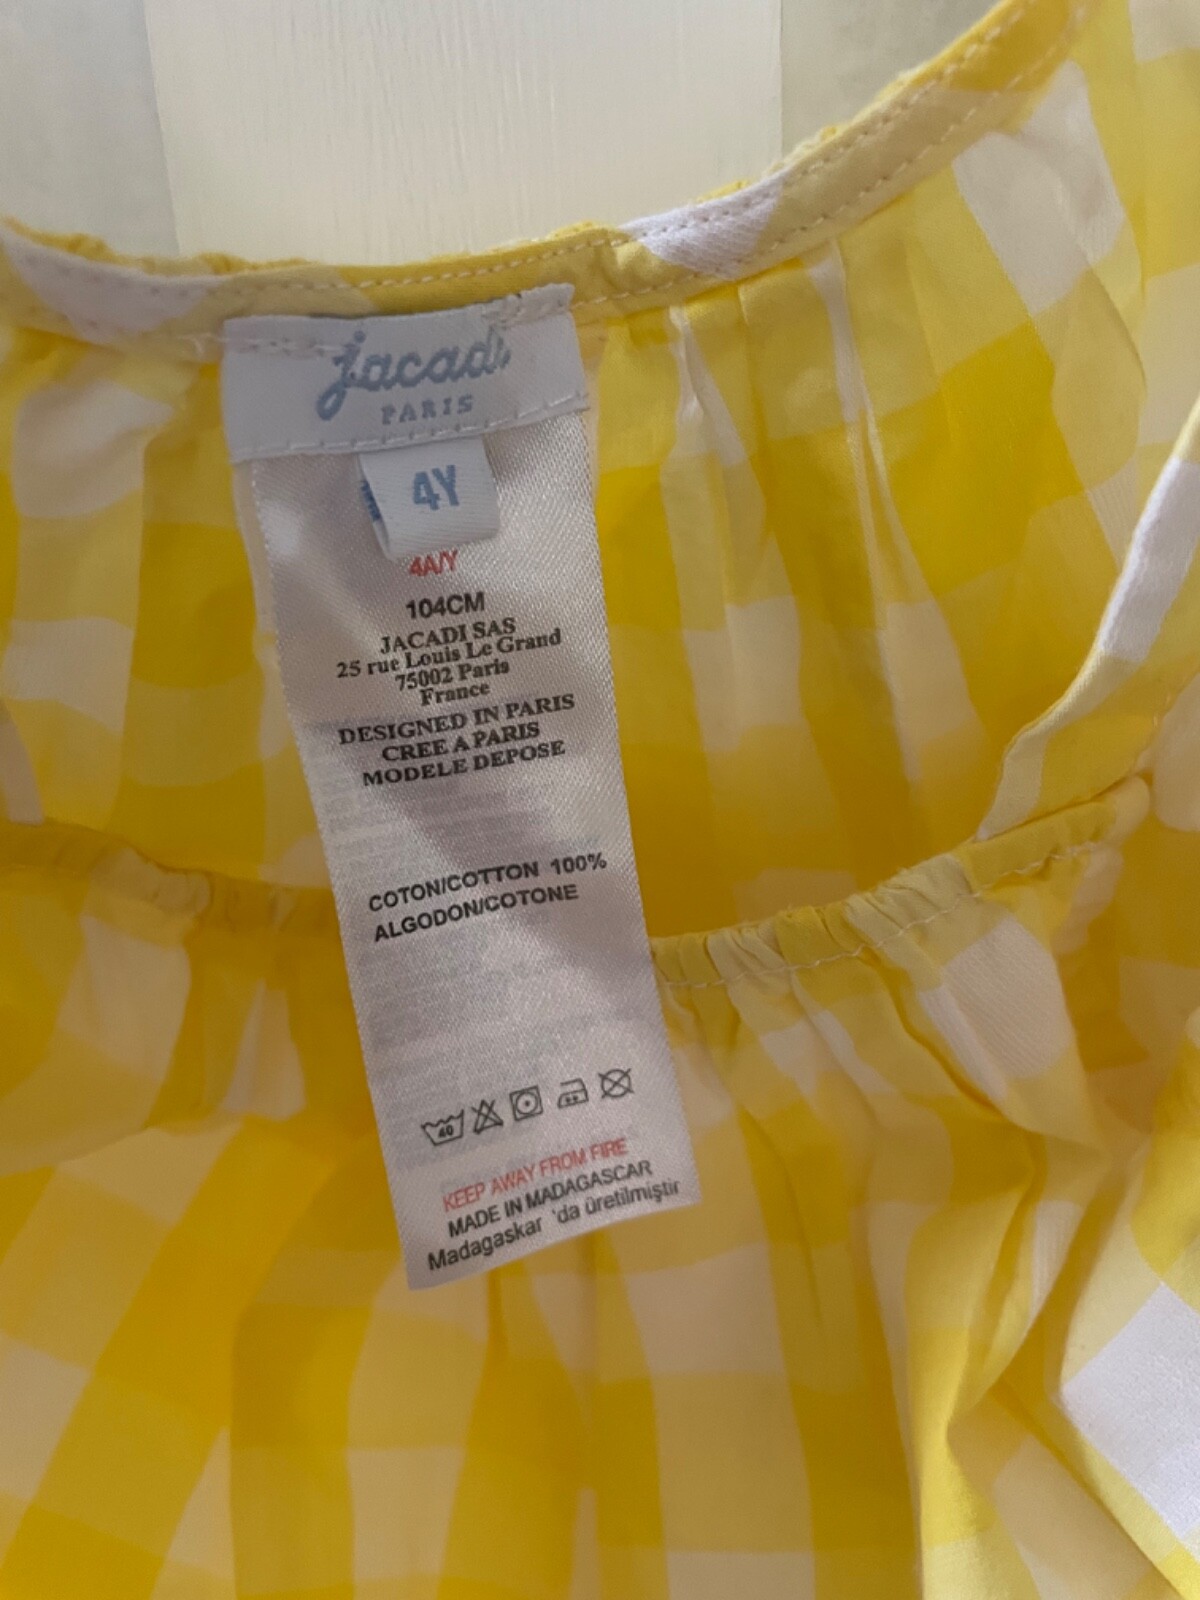 jacadi
PARIS
4Y
4A/Y
104CM
JACADI SAS
25 rue Louis Le Grand
75002 Paris
France
DESIGNED IN PARIS
CREE A PARIS
MODELE DEPOSE
COTON/COTTON 100%
ALGODON/COTONE
40
KEEP AWAY FROM FIRE
MADE IN MADAGASCAR
Madagaskar 'da üretilmiştir